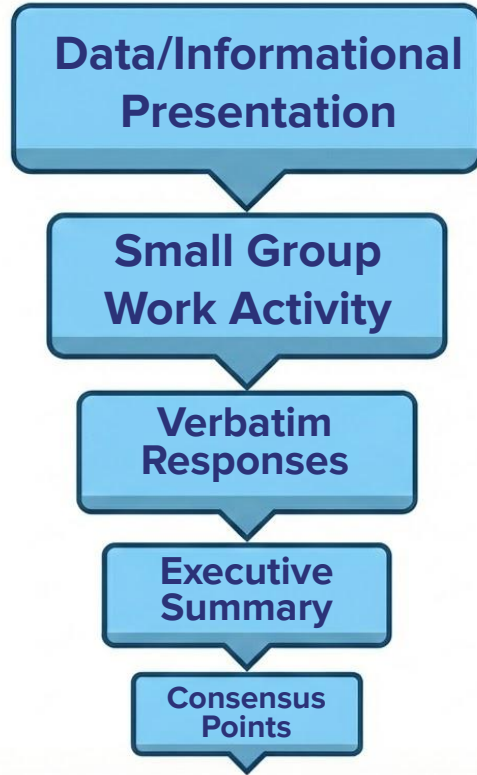 Data/Informational
Presentation
Small Group
Work Activity
Verbatim
Responses
Executive
Summary
Consensus
Points